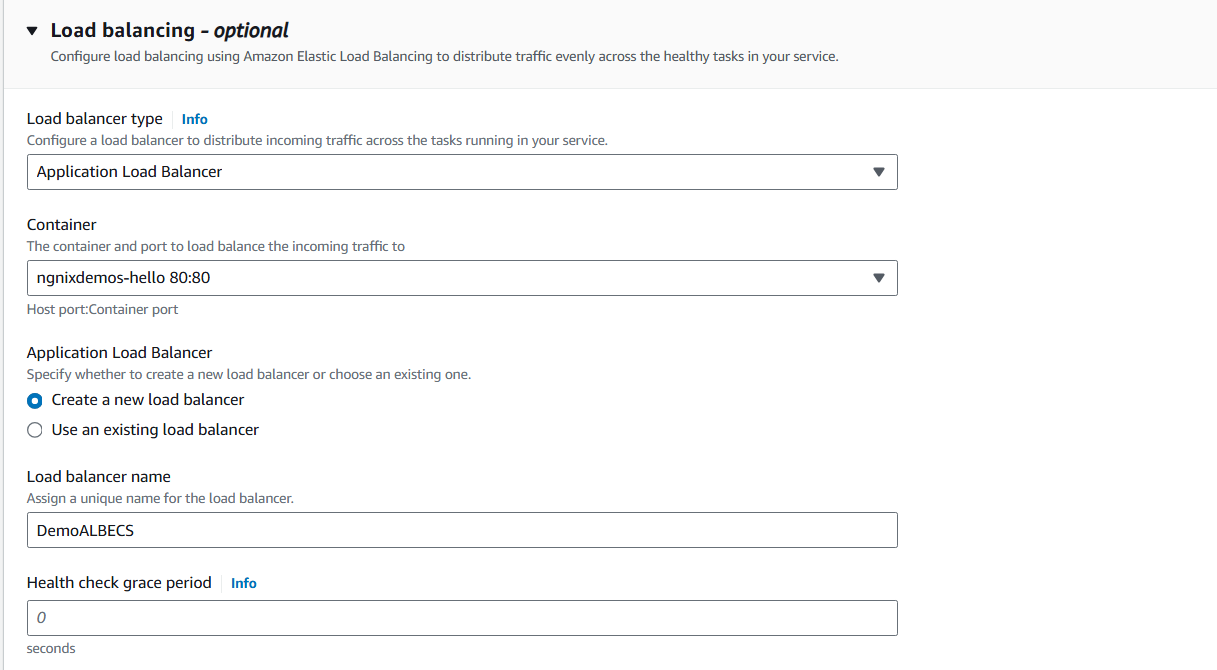 Load balancing - optional
Configure load balancing using Amazon Elastic Load Balancing to distribute traffic evenly across the healthy tasks in your service.
Load balancer type Info
Configure a load balancer to distribute incoming traffic across the tasks running in your service.
Application Load Balancer
Container
The container and port to load balance the incoming traffic to
ngnixdemos-hello 80:80
Host port:Container port
Application Load Balancer
Specify whether to create a new load balancer or choose an existing one.
Create a new load balancer
Use an existing load balancer
Load balancer name
Assign a unique name for the load balancer.
DemoALBECS
Health check grace period Info
0
seconds